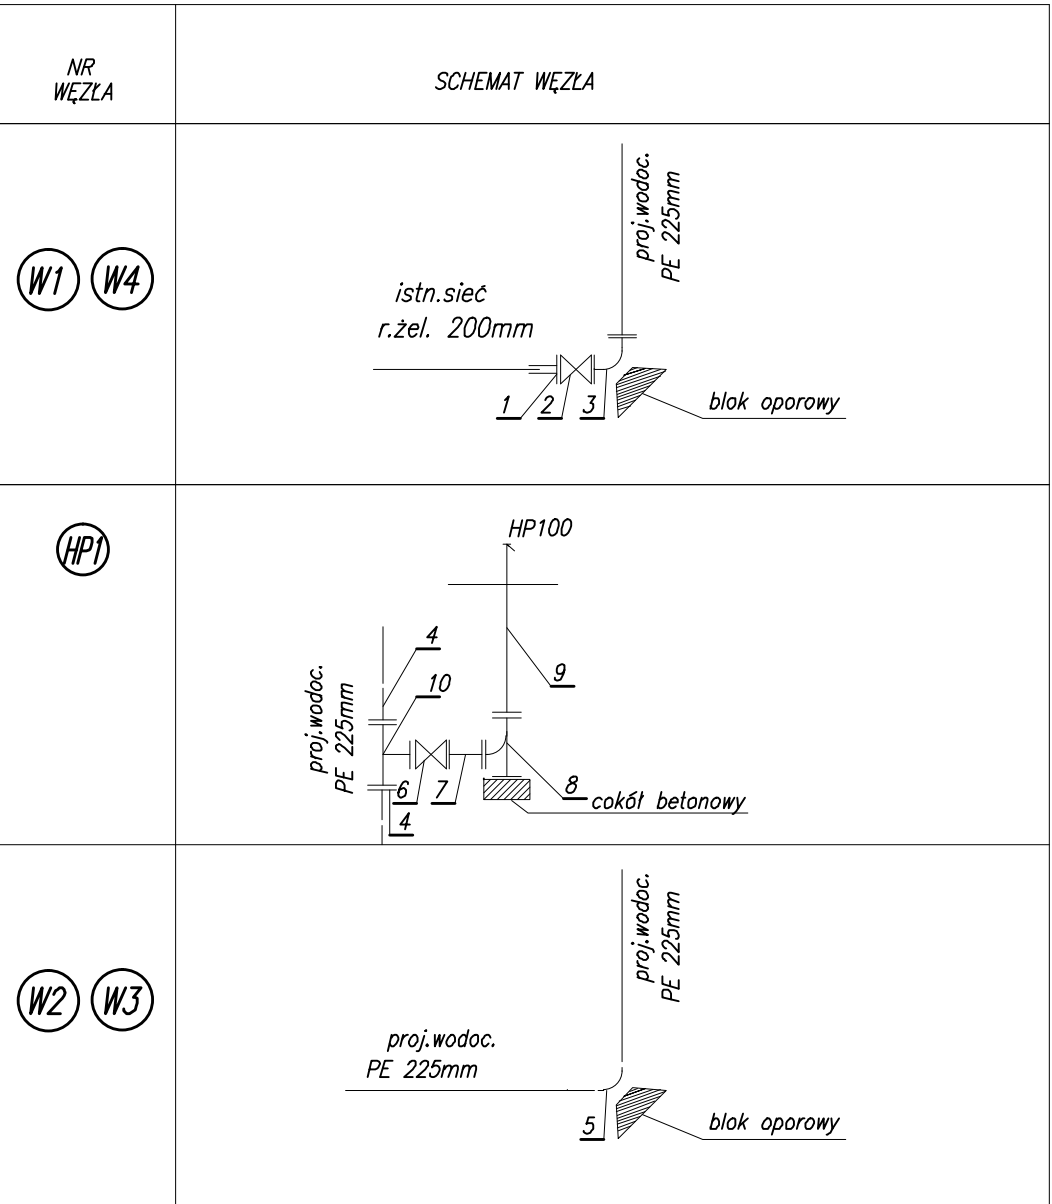 NR
WĘZŁA
SCHEMAT WĘZŁA
W1 W4
proj.wodoc.
PE 225mm
istn.sieć
r.żel. 200mm
1 2 3
blok oporowy
HP1
HP100
4
9
10
proj.wodoc.
PE 225mm
6 7 8
cokół betonowy
4
W2 W3
proj.wodoc.
PE 225mm
proj.wodoc.
PE 225mm
5
blok oporowy